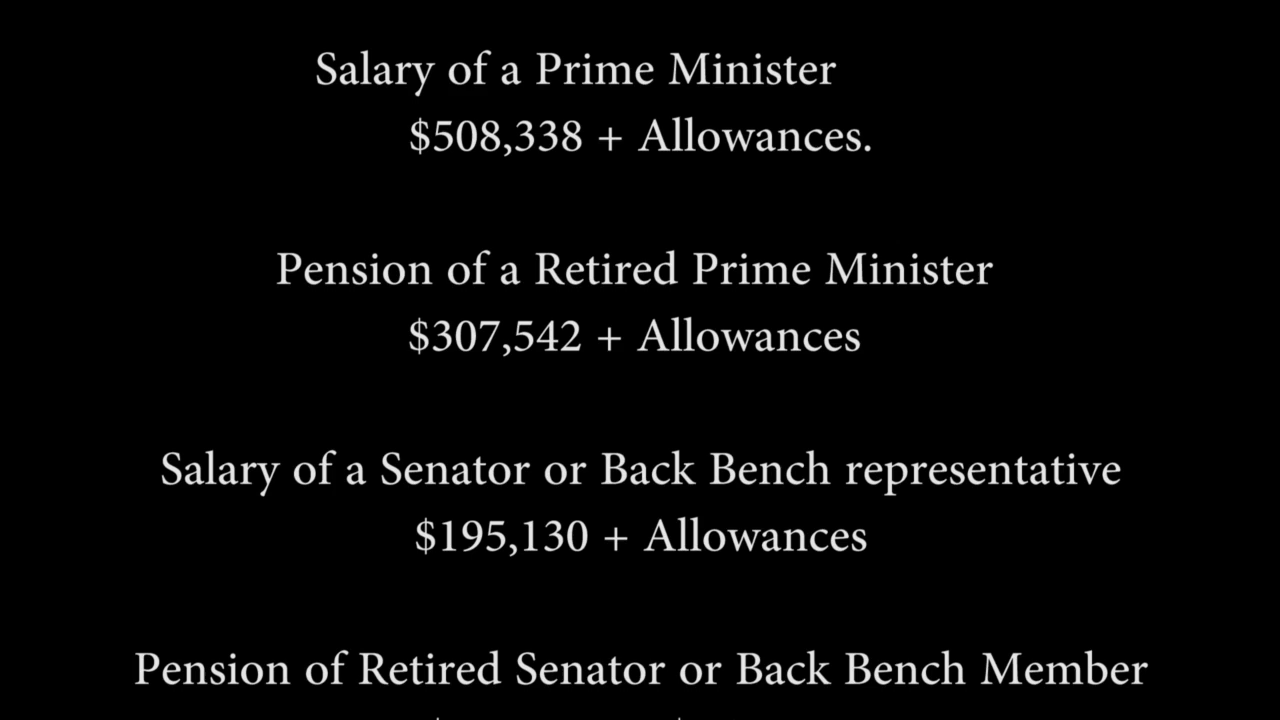 Salary of a Prime Minister
$508,338 + Allowances.
Pension of a Retired Prime Minister
$307,542 + Allowances
Salary of a Senator or Back Bench representative
$195,130 + Allowances
Pension of Retired Senator or Back Bench Member